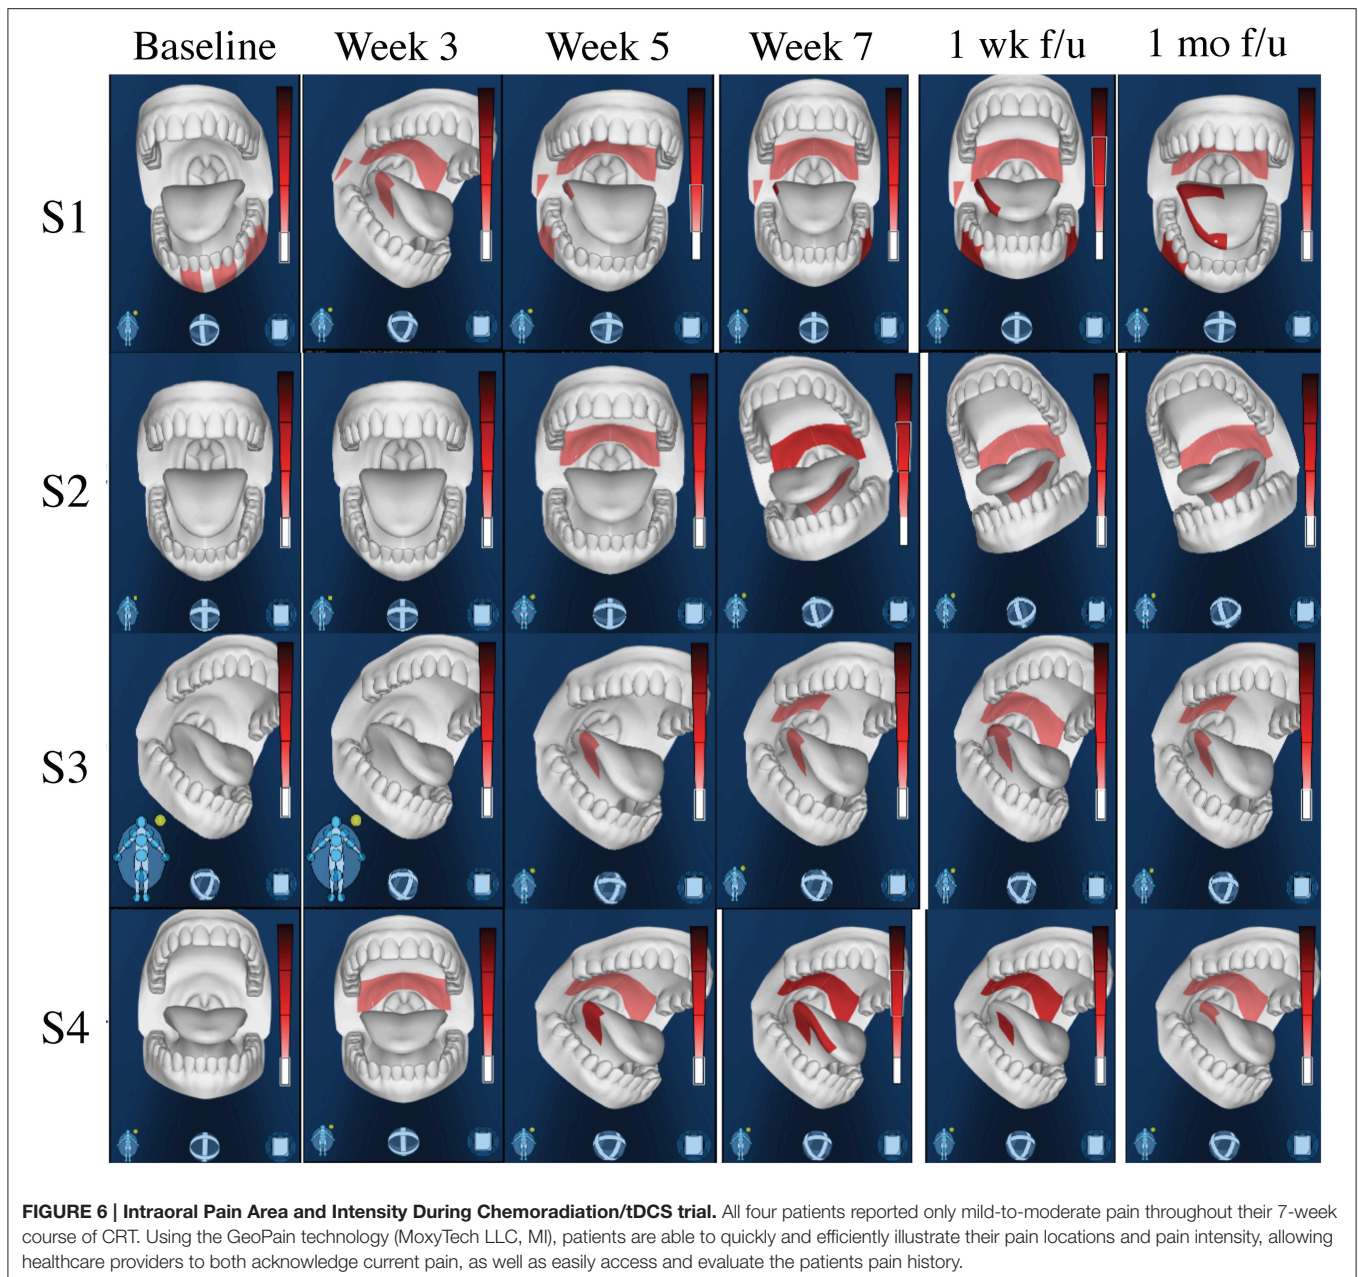 Baseline Week 3 Week 5 Week 7 1 wk f/u 1 mo f/u
S1
S2
S3
S4
FIGURE 6 | Intraoral Pain Area and Intensity During Chemoradiation/tDCS trial. All four patients reported only mild-to-moderate pain throughout their 7-week
course of CRT. Using the GeoPain technology (MoxyTech LLC, MI), patients are able to quickly and efficiently illustrate their pain locations and pain intensity, allowing
healthcare providers to both acknowledge current pain, as well as easily access and evaluate the patients pain history.